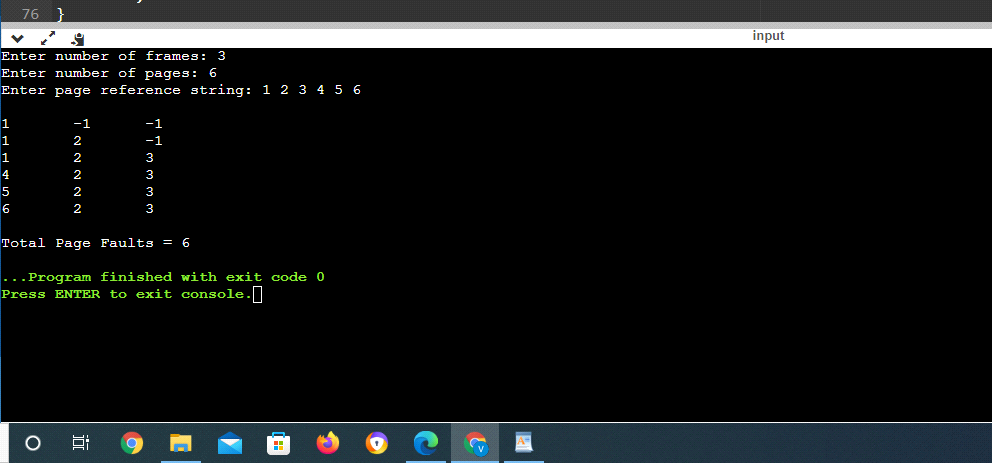 76 }
input
Enter number of frames: 3
Enter number of pages: 6
Enter page reference string: 1 2 3 4 5 6
1 -1 -1
1 2 -1
1 2 3
4 2 3
5 2 3
6 2 3
Total Page Faults = 6
...Program finished with exit code 0
Press ENTER to exit console.
V
A